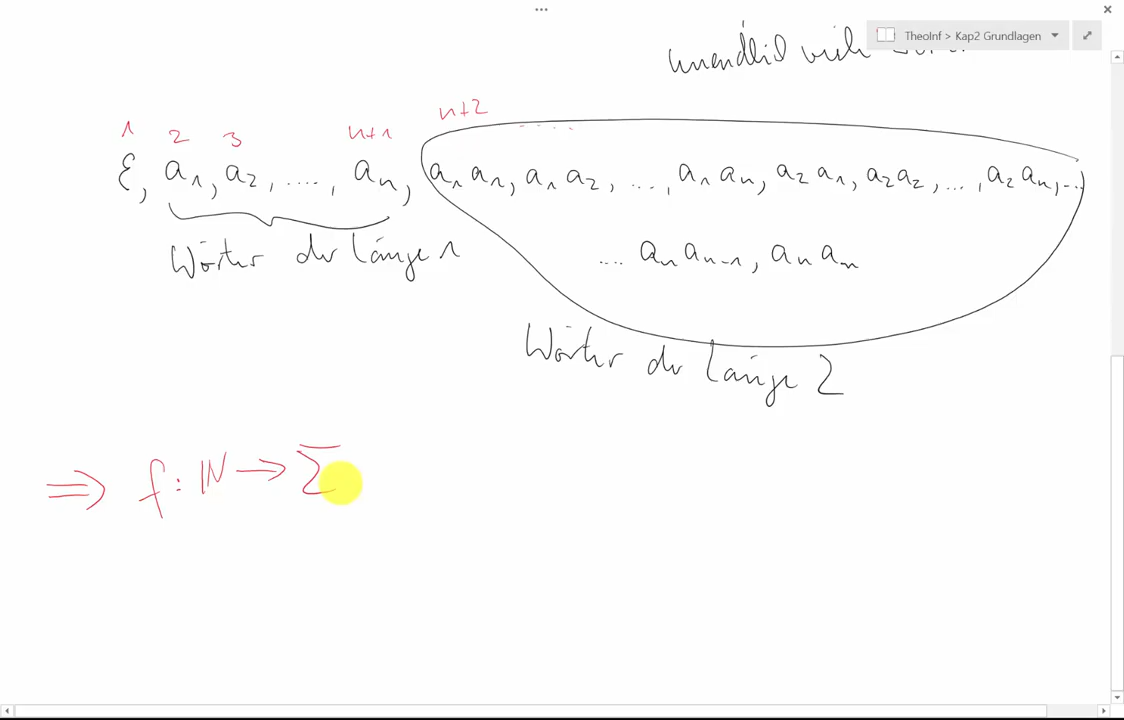 ...
TheoInf > Kap2 Grundlagen
unendlich viele
1 2 3 n+1 n+2 .....
ε, a₁, a₂, ...., aₙ, a₁a₁, a₁a₂, ...., a₁aₙ, a₂a₁, a₂a₂, ..., a₂aₙ, ...
.... aₙaₙ₋₁, aₙaₙ
Wörter der Länge 1
Wörter der Länge 2
⇒ f: ℕ → Σ